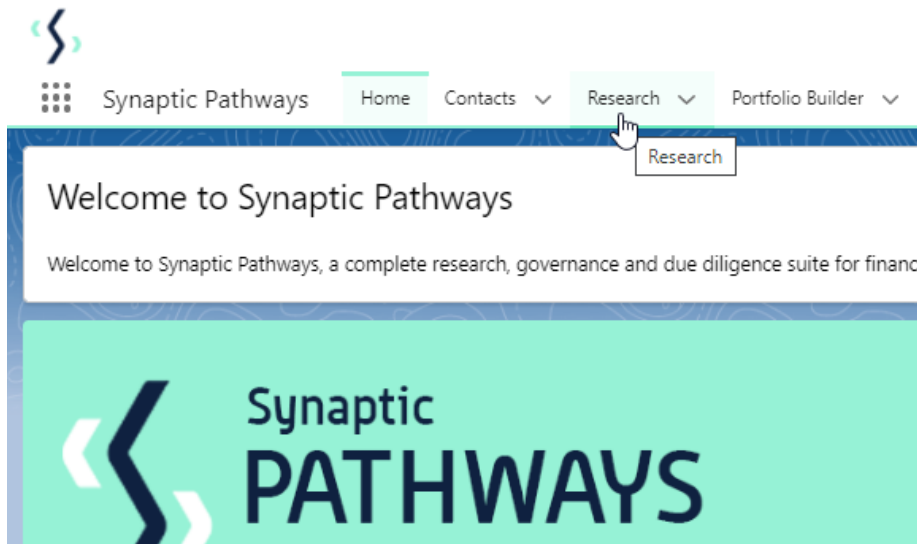 Synaptic Pathways Home Contacts Research Portfolio Builder
Research
Welcome to Synaptic Pathways
Welcome to Synaptic Pathways, a complete research, governance and due diligence suite for financ
Synaptic
PATHWAYS